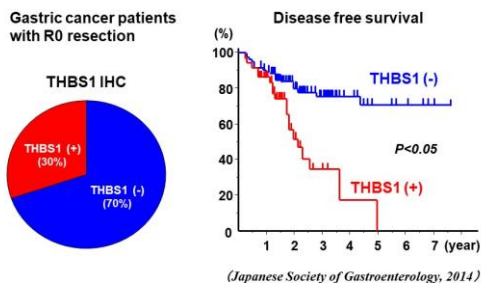 Gastric cancer patients
with R0 resection
THBS1 IHC
THBS1 (+)
(30%)
THBS1 (-)
(70%)
Disease free survival
(%)
100
80
60
40
20
0
THBS1 (-)
P<0.05
THBS1 (+)
1 2 3 4 5 6 7 (year)
(Japanese Society of Gastroenterology, 2014)